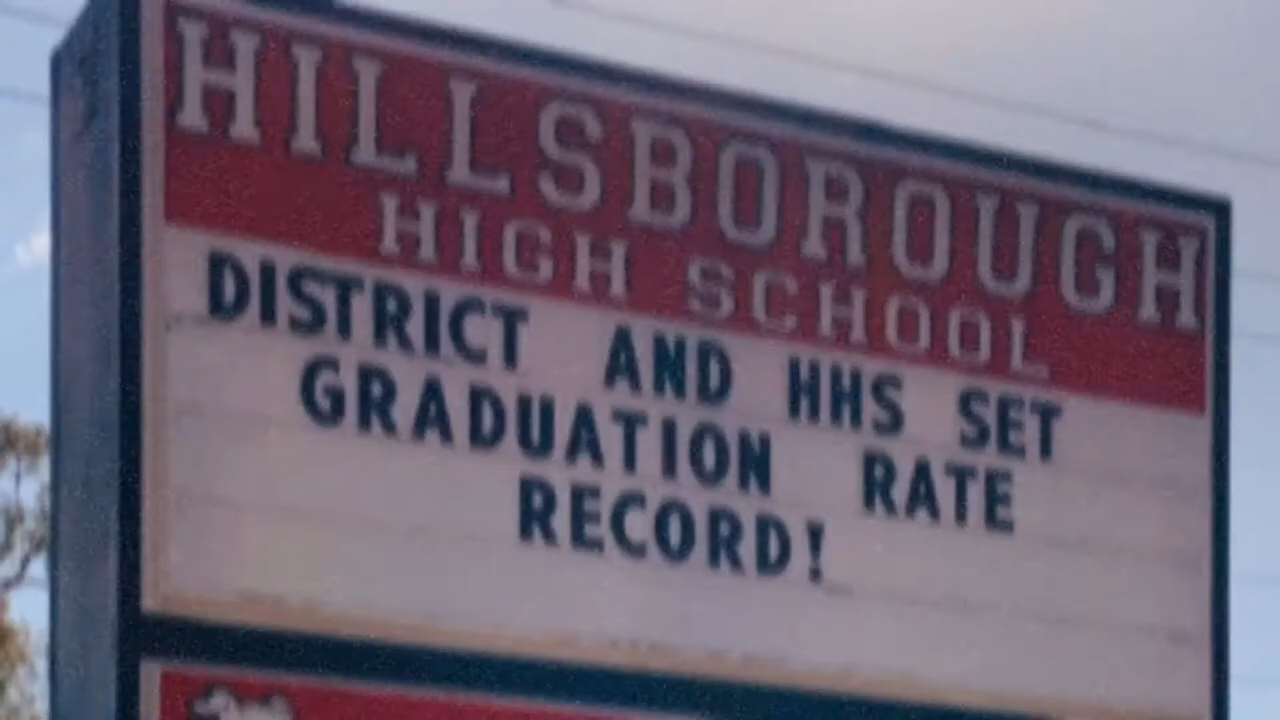 HILLSBOROUGH
HIGH SCHOOL
DISTRICT AND HHS SET
GRADUATION RATE
RECORD!